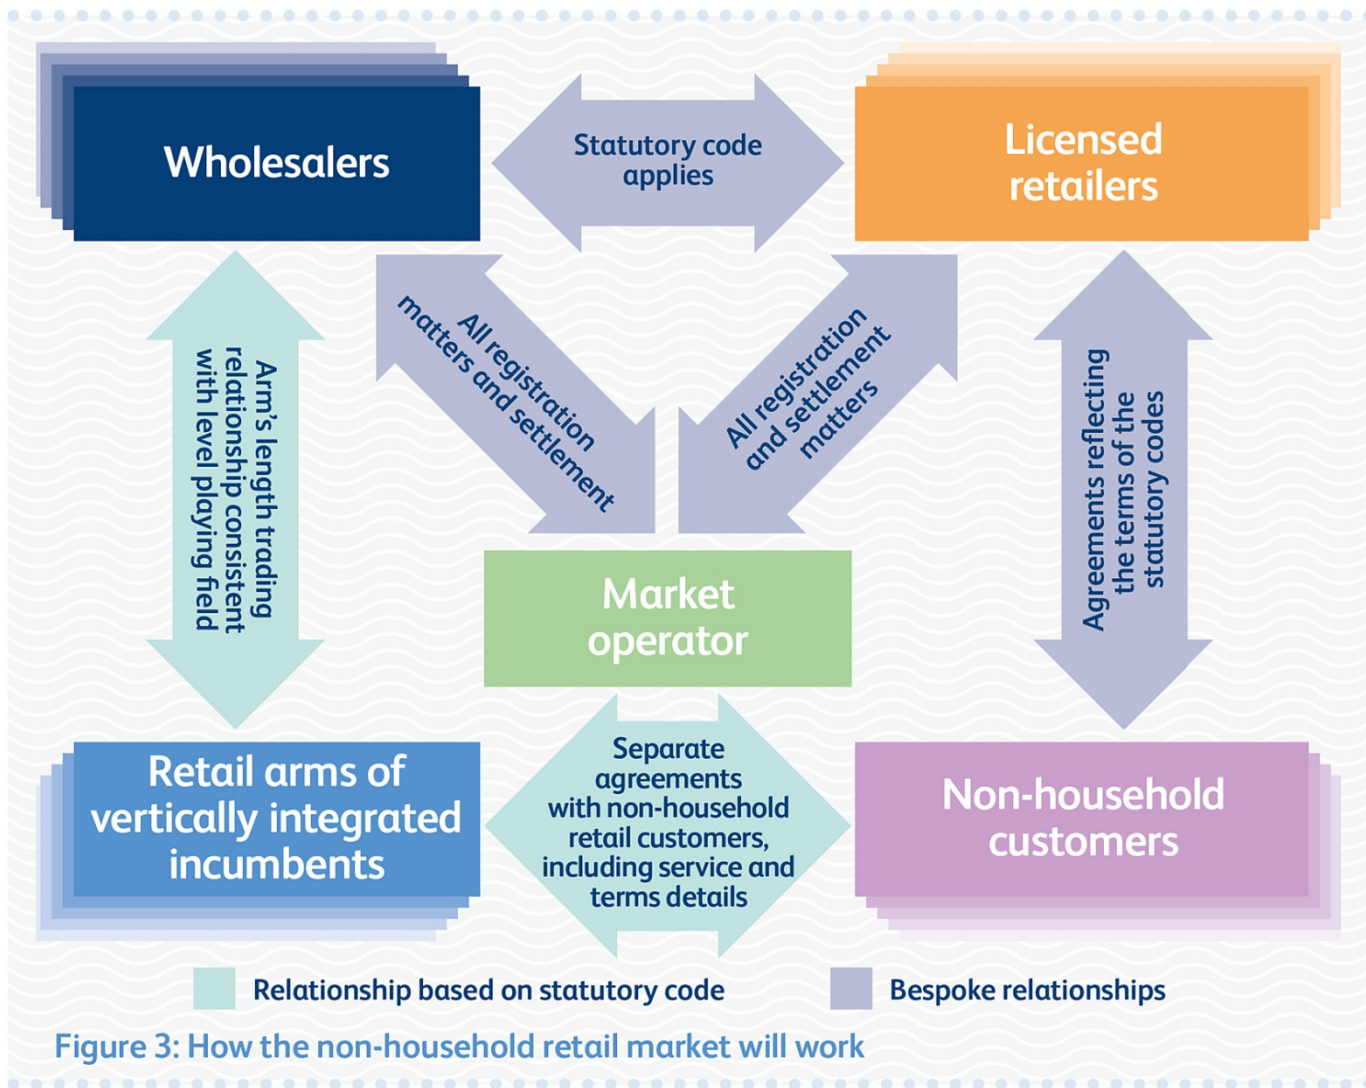 Wholesalers
Statutory code
applies
Licensed
retailers
Arm's length trading
relationship consistent
with level playing field
All registration
matters and settlement
All registration
and settlement
matters
Agreements reflecting
the terms of the
statutory codes
Market
operator
Retail arms of
vertically integrated
incumbents
Separate
agreements
with non-household
retail customers,
including service and
terms details
Non-household
customers
Relationship based on statutory code
Bespoke relationships
Figure 3: How the non-household retail market will work